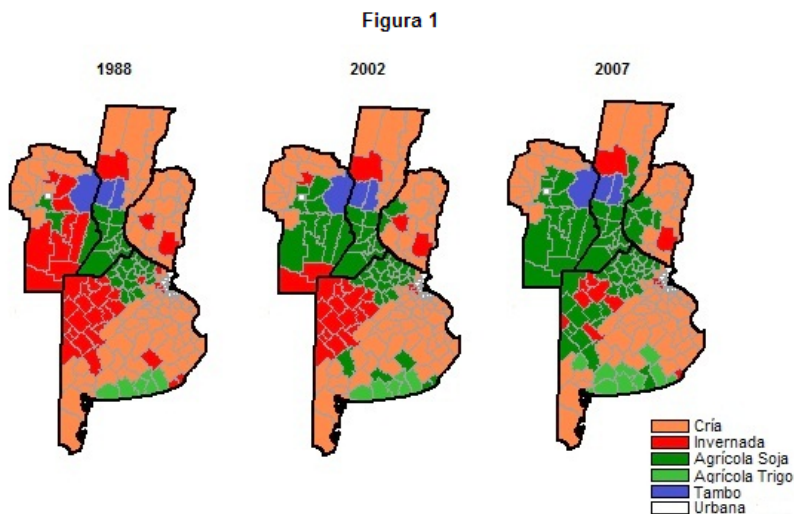 Figura 1
1988 2002 2007
Cría
Invernada
Agrícola Soja
Agrícola Trigo
Tambo
Urbana